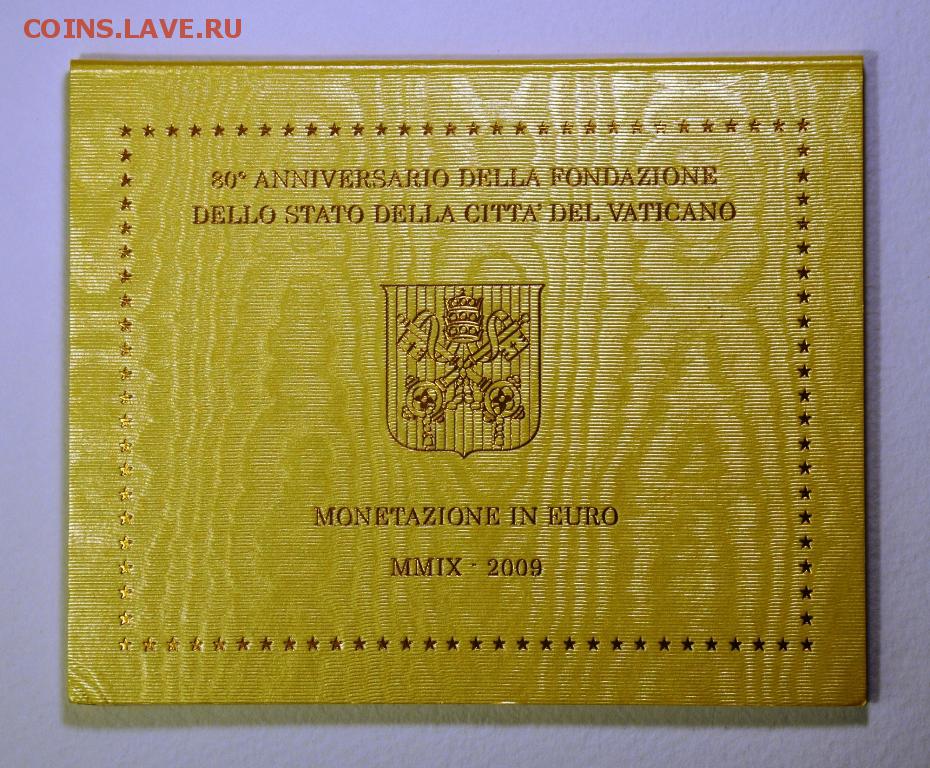 COINS.LAVE.RU
80° ANNIVERSARIO DELLA FONDAZIONE
DELLO STATO DELLA CITTA' DEL VATICANO
MONETAZIONE IN EURO
MMIX - 2009